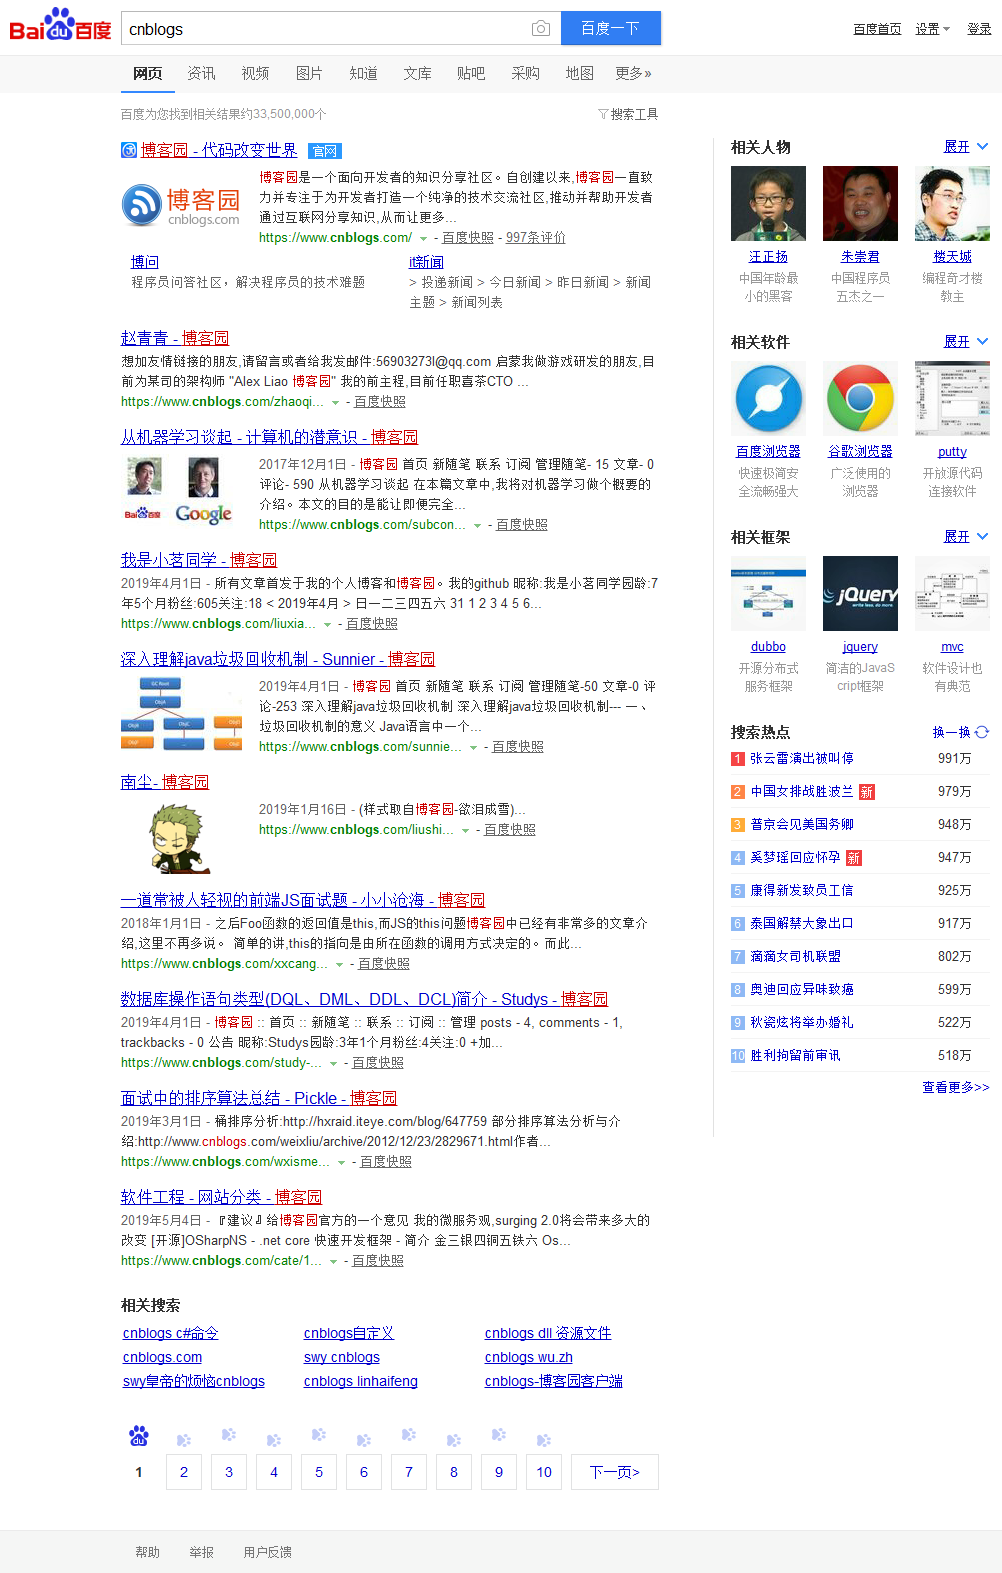 Bai du 百度
cnblogs
百度一下
百度首页 设置 登录
网页 资讯 视频 图片 知道 文库 贴吧 采购 地图 更多»
百度为您找到相关结果约33,500,000个
搜索工具
博客园 - 代码改变世界 官网
博客园
cnblogs.com
博客园是一个面向开发者的知识分享社区。自创建以来,博客园一直致
力并专注于为开发者打造一个纯净的技术交流社区,推动并帮助开发者
通过互联网分享知识,从而让更多...
https://www.cnblogs.com/ - 百度快照 - 997条评价
博问
程序员问答社区，解决程序员的技术难题
it新闻
> 投递新闻 > 今日新闻 > 昨日新闻 > 新闻
主题 > 新闻列表
赵青青 - 博客园
想加友情链接的朋友,请留言或者给我发邮件:56903273I@qq.com 启蒙我做游戏研发的朋友,目
前为某司的架构师 "Alex Liao 博客园" 我的前主程,目前任职喜茶CTO ...
https://www.cnblogs.com/zhaoqi... - 百度快照
从机器学习谈起 - 计算机的潜意识 - 博客园
Bai du 百度 Google
2017年12月1日 - 博客园 首页 新随笔 联系 订阅 管理随笔- 15 文章- 0
评论- 590 从机器学习谈起 在本篇文章中,我将对机器学习做个概要的
介绍。本文的目的是能让即便完全...
https://www.cnblogs.com/subcon... - 百度快照
我是小茗同学 - 博客园
2019年4月1日 - 所有文章首发于我的个人博客和博客园。我的github 昵称:我是小茗同学园龄:7
年5个月粉丝:605关注:18 < 2019年4月 > 日一二三四五六 31 1 2 3 4 5 6...
https://www.cnblogs.com/liuxia... - 百度快照
深入理解java垃圾回收机制 - Sunnier - 博客园
GC Root
ObjA
ObjB ObjC ObjD
ObjF ... ObjE
2019年4月1日 - 博客园 首页 新随笔 联系 订阅 管理随笔-50 文章-0 评
论-253 深入理解java垃圾回收机制 深入理解java垃圾回收机制--- 一、
垃圾回收机制的意义 Java语言中一个...
https://www.cnblogs.com/sunnie... - 百度快照
南尘- 博客园
2019年1月16日 - (样式取自博客园-欲泪成雪)...
https://www.cnblogs.com/liushi... - 百度快照
一道常被人轻视的前端JS面试题 - 小小沧海 - 博客园
2018年1月1日 - 之后Foo函数的返回值是this,而JS的this问题博客园中已经有非常多的文章介
绍,这里不再多说。 简单的讲,this的指向是由所在函数的调用方式决定的。而此...
https://www.cnblogs.com/xxcang... - 百度快照
数据库操作语句类型(DQL、DML、DDL、DCL)简介 - Studys - 博客园
2019年4月1日 - 博客园 :: 首页 :: 新随笔 :: 联系 :: 订阅 :: 管理 posts - 4, comments - 1,
trackbacks - 0 公告 昵称:Studys园龄:3年1个月粉丝:4关注:0 +加...
https://www.cnblogs.com/study-... - 百度快照
面试中的排序算法总结 - Pickle - 博客园
2019年3月1日 - 桶排序分析:http://hxraid.iteye.com/blog/647759 部分排序算法分析与介
绍:http://www.cnblogs.com/weixliu/archive/2012/12/23/2829671.html作者...
https://www.cnblogs.com/wxisme... - 百度快照
软件工程 - 网站分类 - 博客园
2019年5月4日 - 『建议』给博客园官方的一个意见 我的微服务观,surging 2.0将会带来多大的
改变 [开源]OSharpNS - .net core 快速开发框架 - 简介 金三银四铜五铁六 Os...
https://www.cnblogs.com/cate/1... - 百度快照
相关搜索
cnblogs c#命令 cnblogs自定义 cnblogs dll 资源文件
cnblogs.com swy cnblogs cnblogs wu.zh
swy皇帝的烦恼cnblogs cnblogs linhaifeng cnblogs-博客园客户端
du
1 2 3 4 5 6 7 8 9 10 下一页>
相关人物 展开
汪正扬 朱崇君 楼天城
中国年龄最 中国程序员 编程奇才楼
小的黑客 五杰之一 教主
相关软件 展开
百度浏览器 谷歌浏览器 putty
快速极简安 广泛使用的 开放源代码
全流畅强大 浏览器 连接软件
相关框架 展开
jQuery
write less, do more.
dubbo jquery mvc
开源分布式 简洁的JavaS 软件设计也
服务框架 cript框架 有典范
搜索热点 换一换
1 张云雷演出被叫停 991万
2 中国女排战胜波兰 新 979万
3 普京会见美国务卿 948万
4 奚梦瑶回应怀孕 新 947万
5 康得新发致员工信 925万
6 泰国解禁大象出口 917万
7 滴滴女司机联盟 802万
8 奥迪回应异味致癌 599万
9 秋瓷炫将举办婚礼 522万
10 胜利拘留前审讯 518万
查看更多>>
帮助 举报 用户反馈